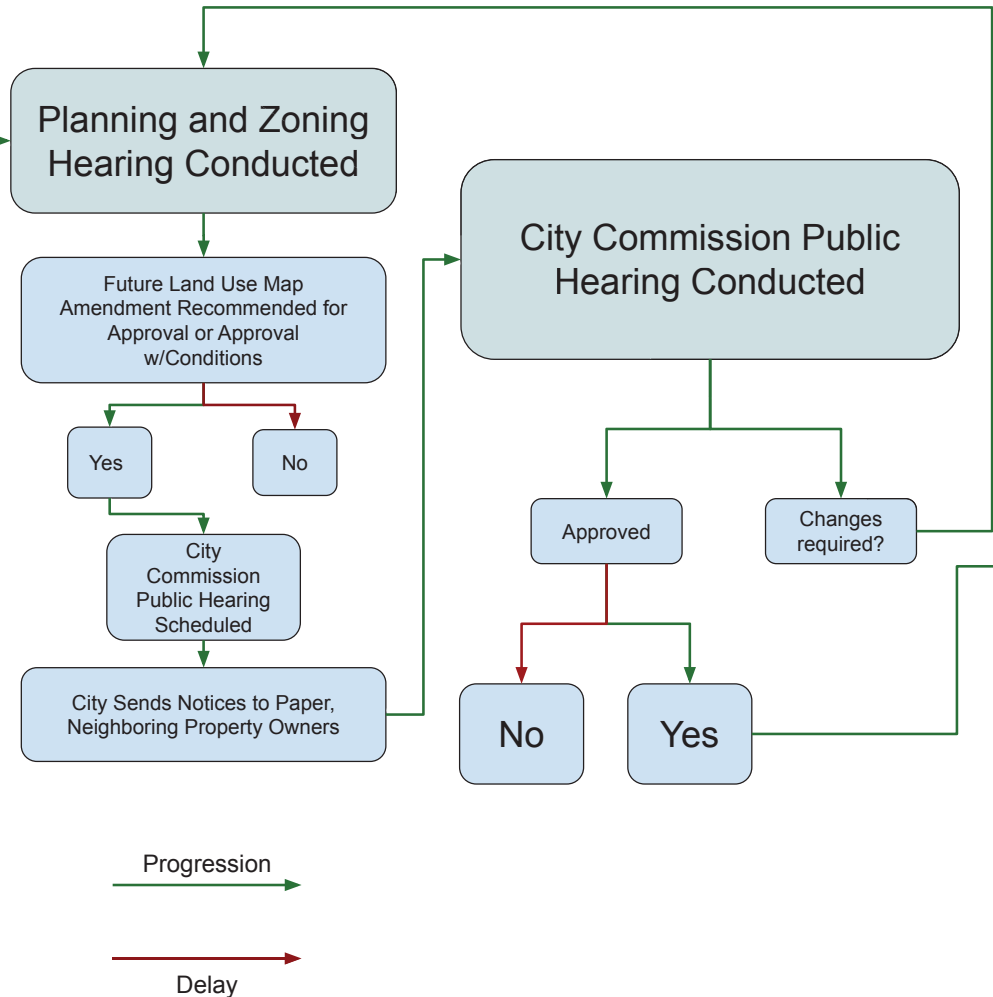 Planning and Zoning
Hearing Conducted
Future Land Use Map
Amendment Recommended for
Approval or Approval
w/Conditions
Yes
No
City
Commission
Public Hearing
Scheduled
City Sends Notices to Paper,
Neighboring Property Owners
City Commission Public
Hearing Conducted
Approved
Changes
required?
No
Yes
Progression
Delay